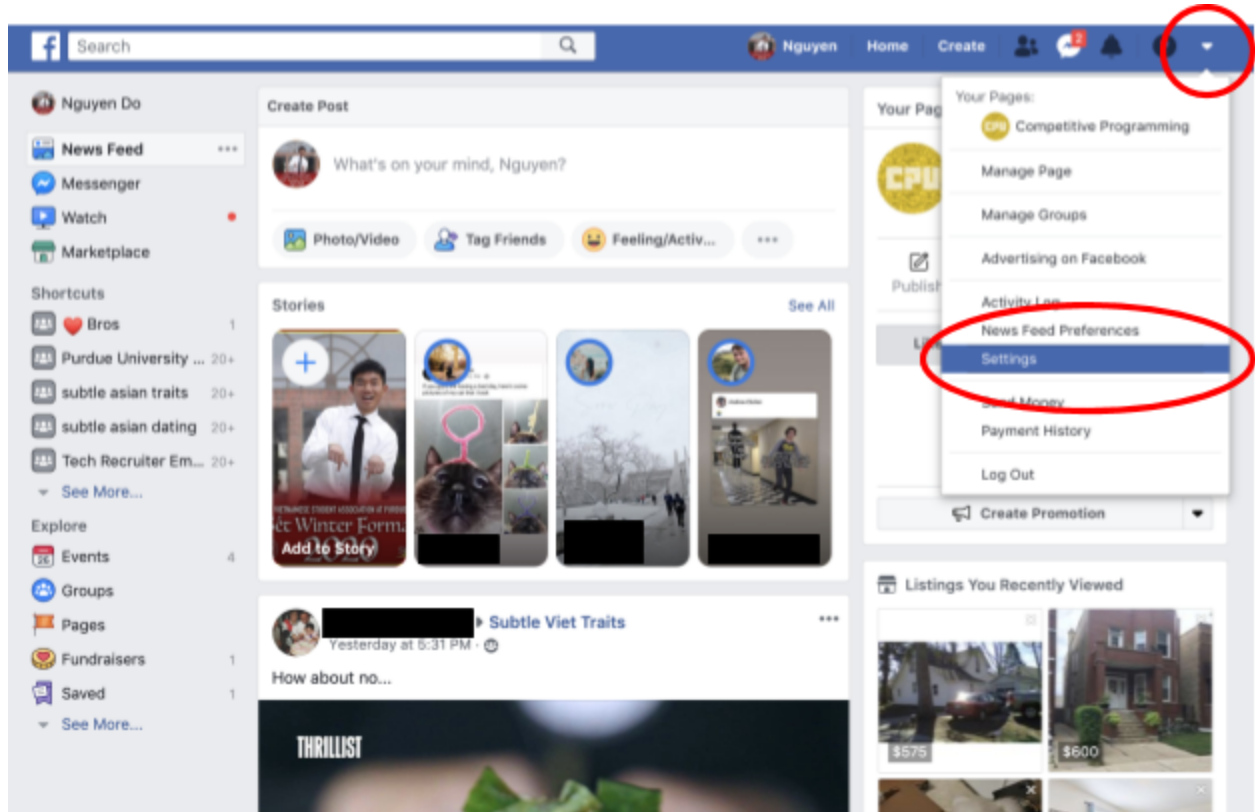 Search
Nguyen
Home
Create
2
Nguyen Do
News Feed
Messenger
Watch
Marketplace
Shortcuts
Bros 1
Purdue University ... 20+
subtle asian traits 20+
subtle asian dating 20+
Tech Recruiter Em... 20+
See More...
Explore
Events 4
Groups
Pages
Fundraisers 1
Saved 1
See More...
Create Post
What's on your mind, Nguyen?
Photo/Video
Tag Friends
Feeling/Activ...
Stories
See All
Winter Form
2020
Add to Story
Subtle Viet Traits
Yesterday at 5:31 PM
How about no...
THRILLIST
Your Pag
CPU
Publish
Your Pages:
CPU
Competitive Programming
Manage Page
Manage Groups
Advertising on Facebook
Activity Log
News Feed Preferences
Settings
Send Money
Payment History
Log Out
Create Promotion
Listings You Recently Viewed
$575
$600